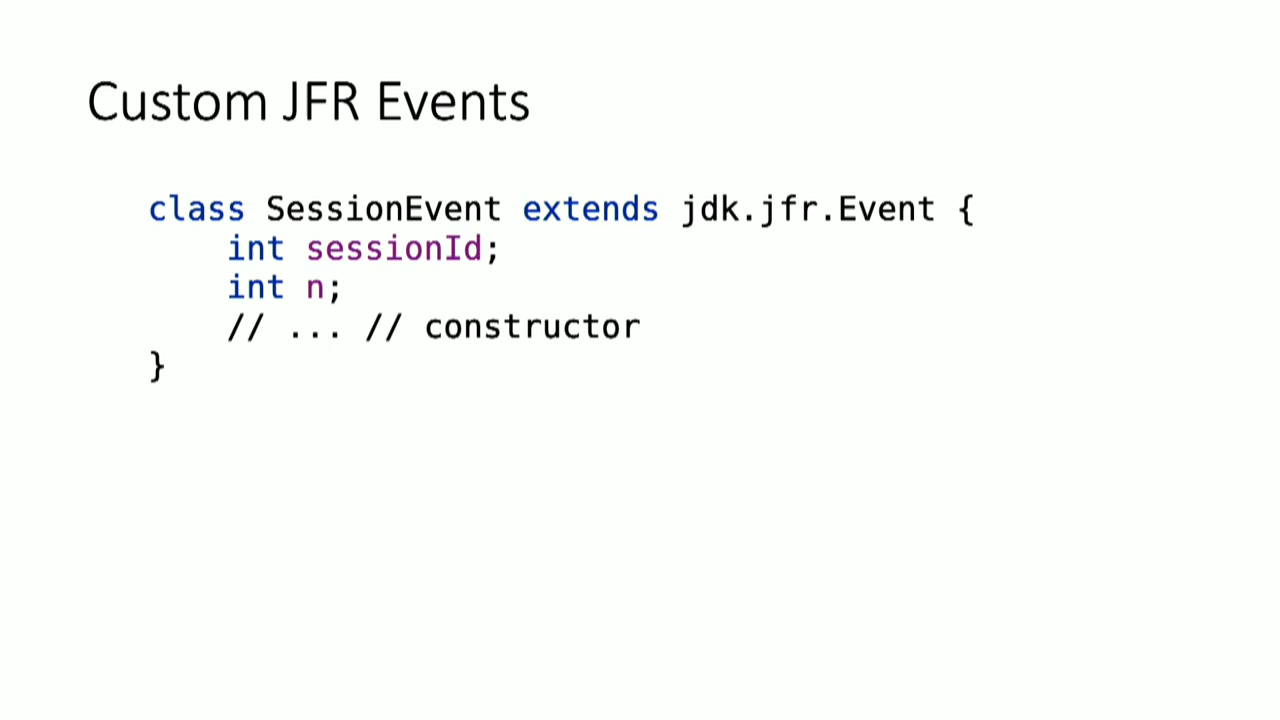 Custom JFR Events
class SessionEvent extends jdk.jfr.Event {
    int sessionId;
    int n;
    // ... // constructor
}